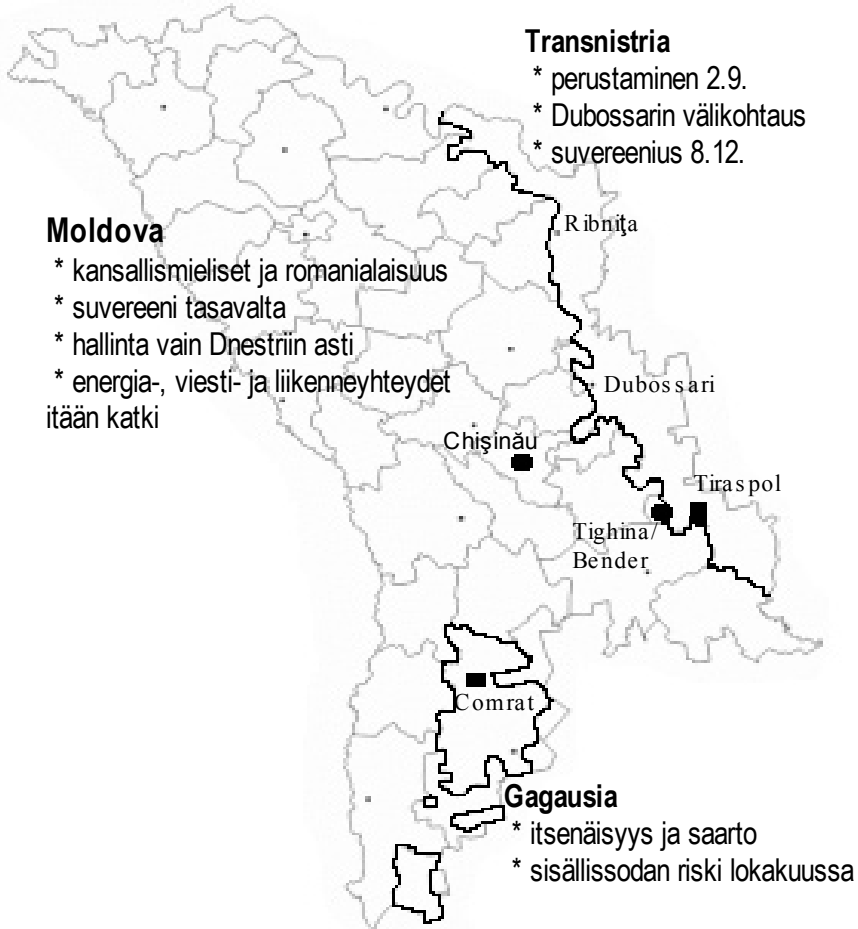 Transnistria
* perustaminen 2.9.
* Dubossarin välikohtaus
* suvereenius 8.12.
Ribniţa
Moldova
* kansallismieliset ja romanialaisuus
* suvereeni tasavalta
* hallinta vain Dnestriin asti
* energia-, viesti- ja liikenneyhteydet
itään katki
Dubossari
Chişinău
Tiraspol
Tighina/
Bender
Comrat
Gagausia
* itsenäisyys ja saarto
* sisällissodan riski lokakuussa